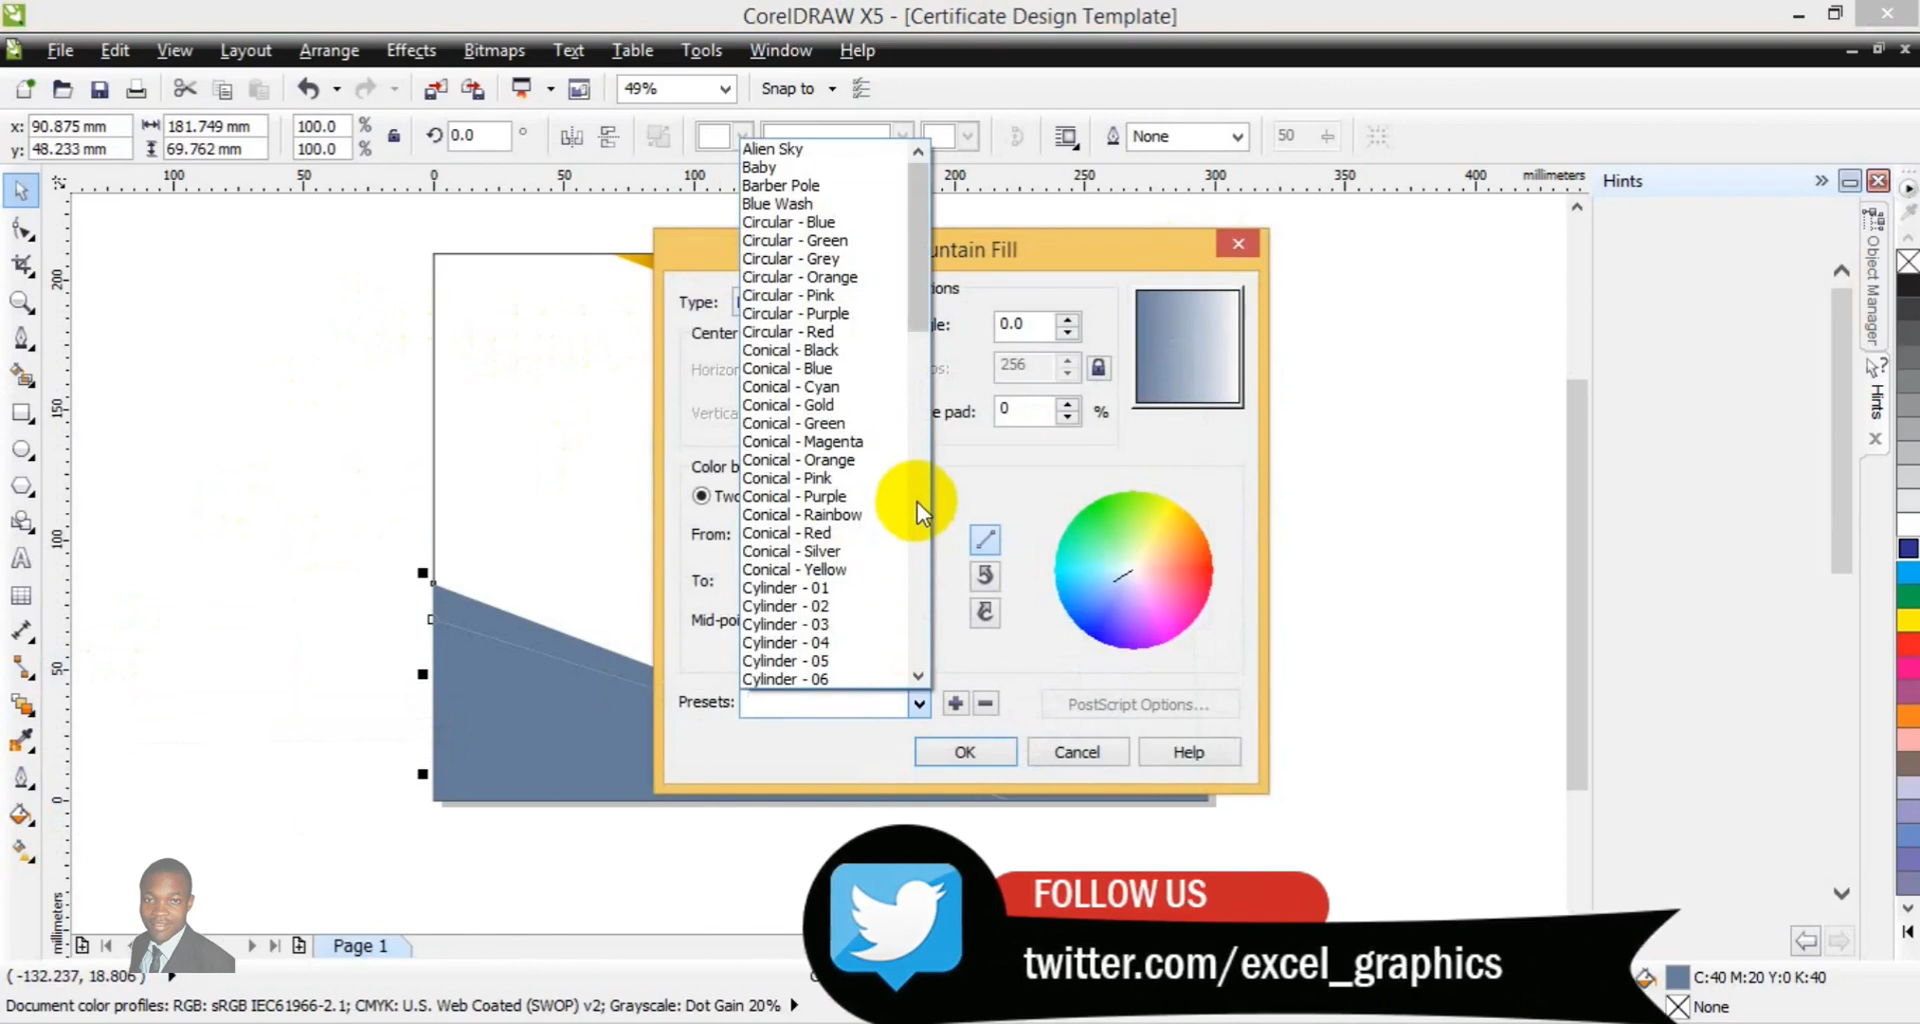 CorelDRAW X5 - [Certificate Design Template]
File Edit View Layout Arrange Effects Bitmaps Text Table Tools Window Help
49% Snap to
x: 90.875 mm 181.749 mm 100.0 % 0.0 ° None 50
y: 48.233 mm 69.762 mm 100.0 %
100 50 0 50 100 200 250 300 350 400 millimeters
Hints
Alien Sky
Baby
Barber Pole
Blue Wash
Circular - Blue
Circular - Green
Circular - Grey
Circular - Orange
Circular - Pink
Circular - Purple
Circular - Red
Conical - Black
Conical - Blue
Conical - Cyan
Conical - Gold
Conical - Green
Conical - Magenta
Conical - Orange
Conical - Pink
Conical - Purple
Conical - Rainbow
Conical - Red
Conical - Silver
Conical - Yellow
Cylinder - 01
Cylinder - 02
Cylinder - 03
Cylinder - 04
Cylinder - 05
Cylinder - 06
untain Fill
Type:
ions
Center
le: 0.0
Horizon
s: 256
Vertica
e pad: 0 %
Color b
Two
From:
To:
Mid-poi
Presets:
PostScript Options...
OK Cancel Help
200
150
100
50
0
millimeters
Object Manager
Hints
Page 1
FOLLOW US
twitter.com/excel_graphics
( -132.237, 18.806 )
C:40 M:20 Y:0 K:40
Document color profiles: RGB: sRGB IEC61966-2.1; CMYK: U.S. Web Coated (SWOP) v2; Grayscale: Dot Gain 20%
None